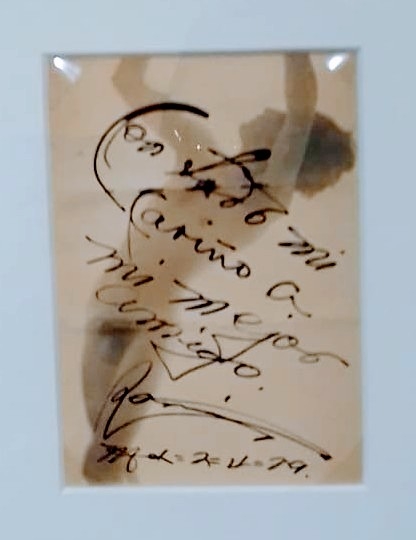 Con todo mi
Cariño a
mi mejor
amigo.